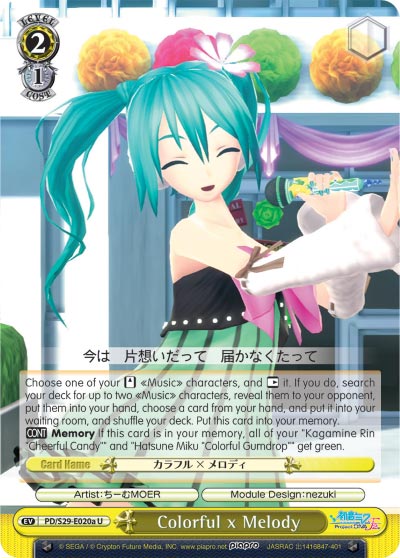 LEVEL
2
1
COST
今は 片想いだって 届かなくたって
Choose one of your «Music» characters, and it. If you do, search
your deck for up to two «Music» characters, reveal them to your opponent,
put them into your hand, choose a card from your hand, and put it into your
waiting room, and shuffle your deck. Put this card into your memory.
CONT Memory If this card is in your memory, all of your "Kagamine Rin
"Cheerful Candy"" and "Hatsune Miku "Colorful Gumdrop"" get green.
Card Name カラフル×メロディ
Artist:ちーむMOER Module Design:nezuki
EV PD/S29-E020a U Colorful x Melody
初音ミク
Project DIVA
© SEGA / © Crypton Future Media, INC. www.piapro.net piapro JASRAC 出1416847-401